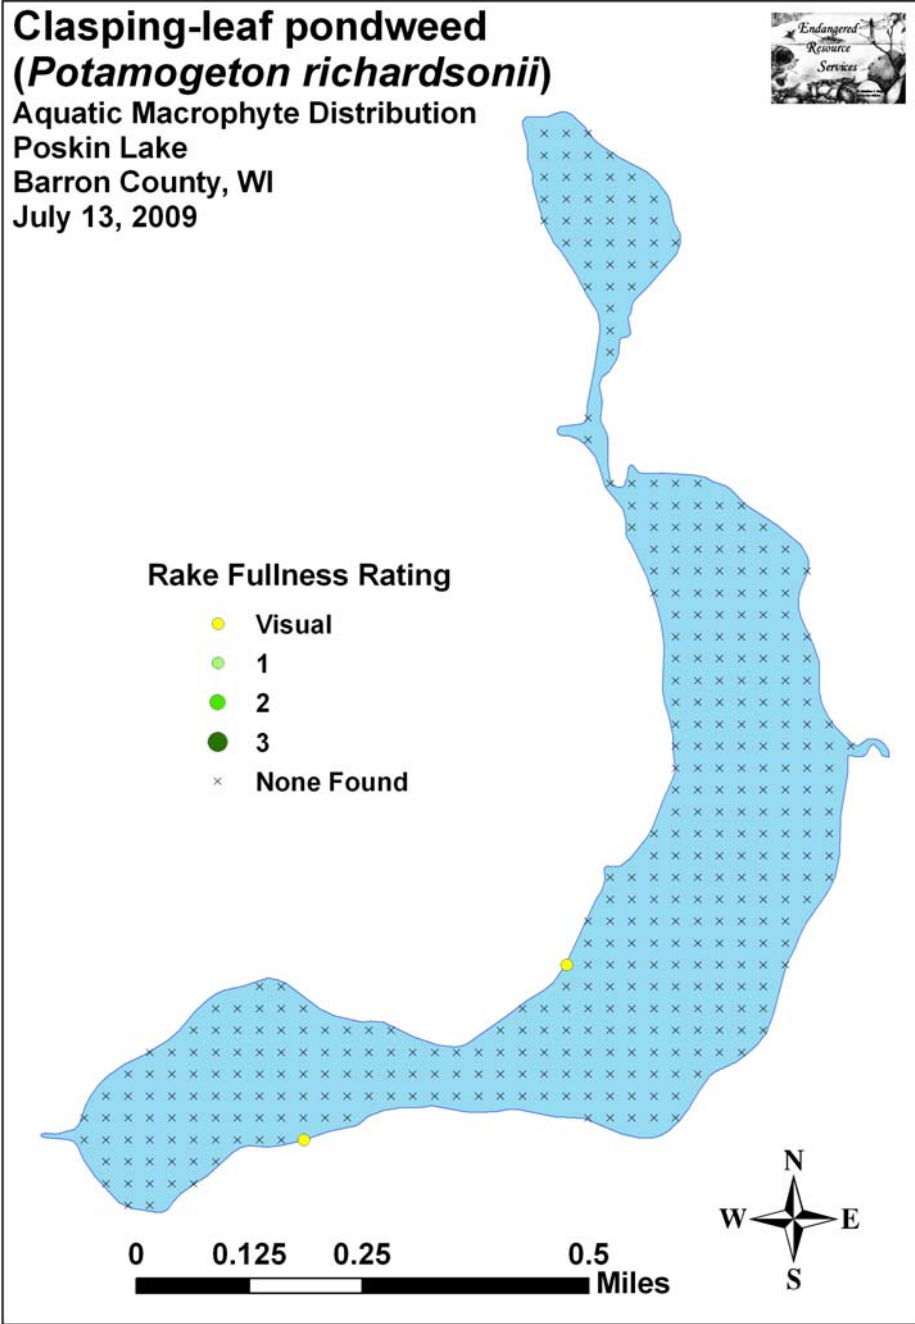 Clasping-leaf pondweed
(Potamogeton richardsonii)
Aquatic Macrophyte Distribution
Poskin Lake
Barron County, WI
July 13, 2009
Endangered
Resource
Services
Rake Fullness Rating
Visual
1
2
3
None Found
N
W E
S
0 0.125 0.25 0.5
Miles